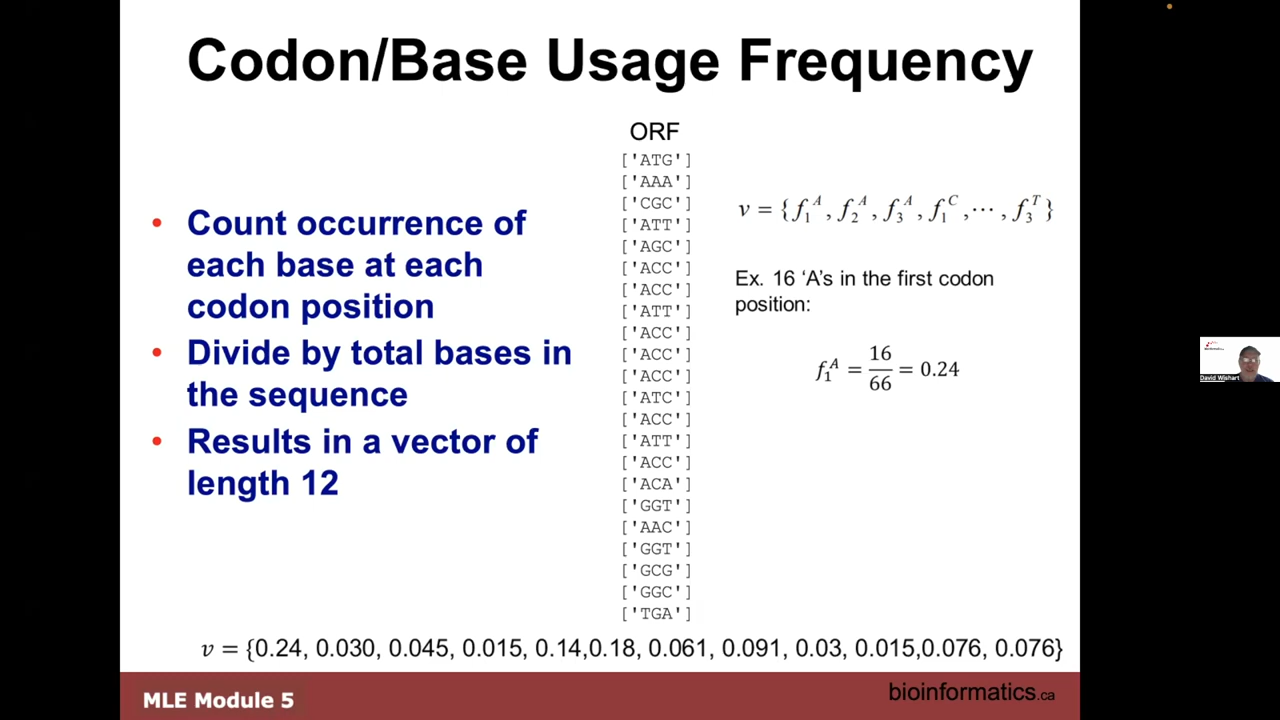 Codon/Base Usage Frequency
• Count occurrence of
each base at each
codon position
• Divide by total bases in
the sequence
• Results in a vector of
length 12
ORF
['ATG']
['AAA']
['CGC']
['ATT']
['AGC']
['ACC']
['ACC']
['ATT']
['ACC']
['ACC']
['ACC']
['ATC']
['ACC']
['ATT']
['ACC']
['ACA']
['GGT']
['AAC']
['GGT']
['GCG']
['GGC']
['TGA']
v = { f₁ᴬ , f₂ᴬ , f₃ᴬ , f₁ᶜ , ⋯ , f₃ᵀ }
Ex. 16 ‘A’s in the first codon
position:
f₁ᴬ = 16/66 = 0.24
v = {0.24, 0.030, 0.045, 0.015, 0.14,0.18, 0.061, 0.091, 0.03, 0.015,0.076, 0.076}
MLE Module 5
bioinformatics.ca
David Wishart